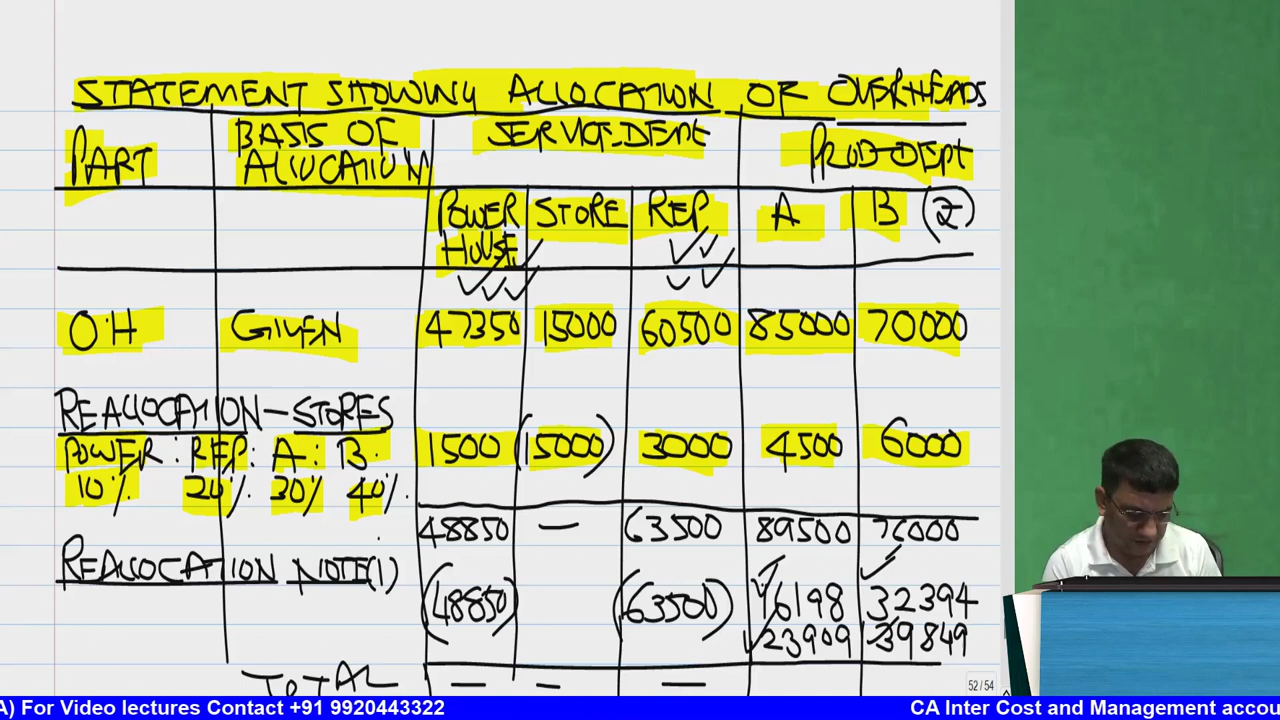 STATEMENT SHOWING ALLOCATION OF OVERHEADS
PART BASIS OF ALLOCATION SERVICE DEPT PROD DEPT
POWER HOUSE STORE REP A B (₹)
O.H GIVEN 47350 15000 60500 85000 70000
REALLOCATION - STORES
POWER : REP : A : B. 1500 (15000) 3000 4500 6000
10% 20% 30% 40%.
48850 — 63500 89500 76000
REALLOCATION NOTE(1)
(48850) (63500) 46198 32394
23909 39849
TOTAL — — —
52 / 54
A) For Video lectures Contact +91 9920443322 CA Inter Cost and Management accou